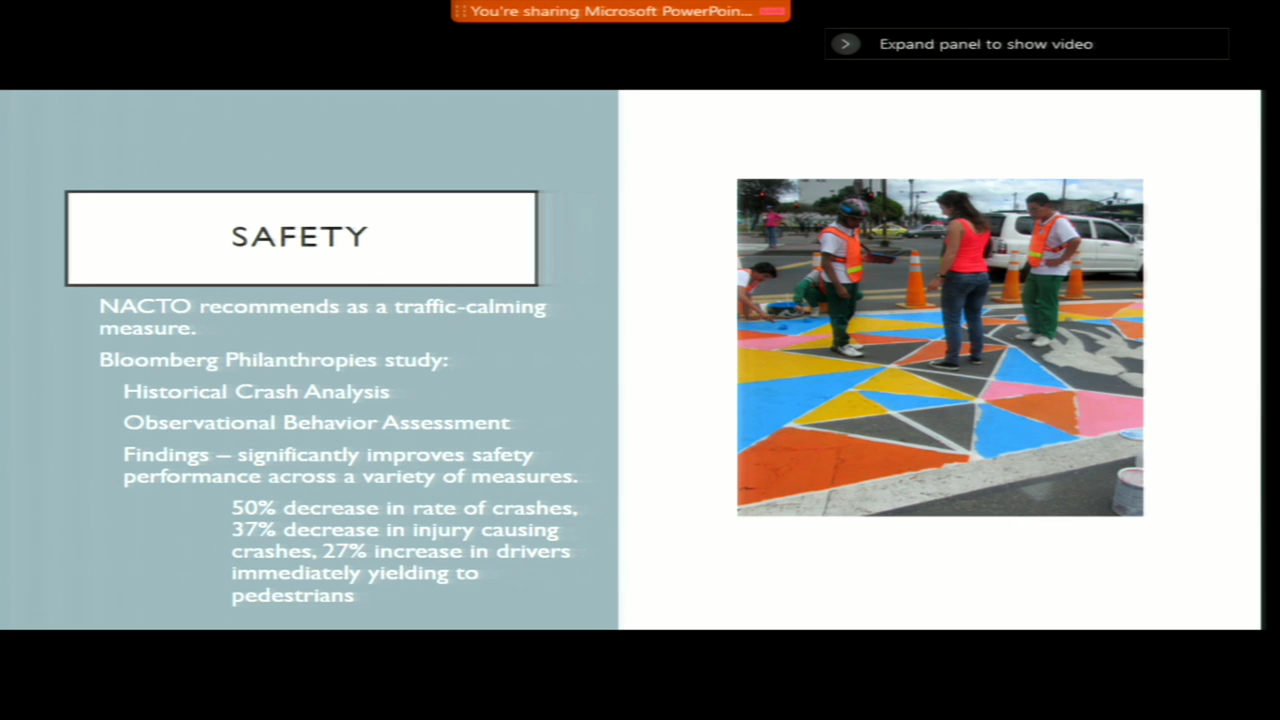 You're sharing Microsoft PowerPoin...
Expand panel to show video
SAFETY
NACTO recommends as a traffic-calming
measure.
Bloomberg Philanthropies study:
Historical Crash Analysis
Observational Behavior Assessment
Findings – significantly improves safety
performance across a variety of measures.
50% decrease in rate of crashes,
37% decrease in injury causing
crashes, 27% increase in drivers
immediately yielding to
pedestrians